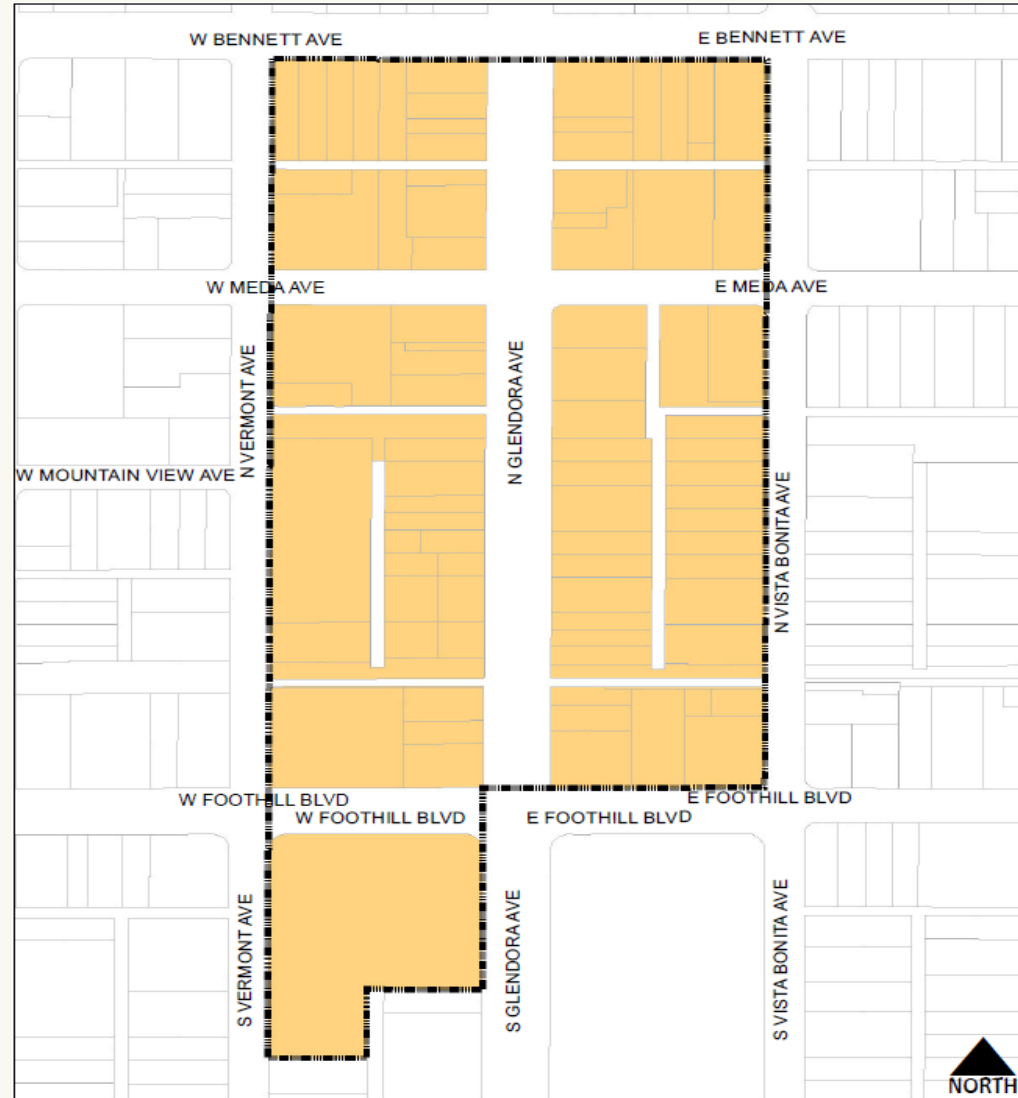 W BENNETT AVE
E BENNETT AVE
W MEDA AVE
E MEDA AVE
N VERMONT AVE
N GLENDORA AVE
W MOUNTAIN VIEW AVE
N VISTA BONITA AVE
W FOOTHILL BLVD
E FOOTHILL BLVD
W FOOTHILL BLVD
E FOOTHILL BLVD
S VERMONT AVE
S GLENDORA AVE
S VISTA BONITA AVE
NORTH